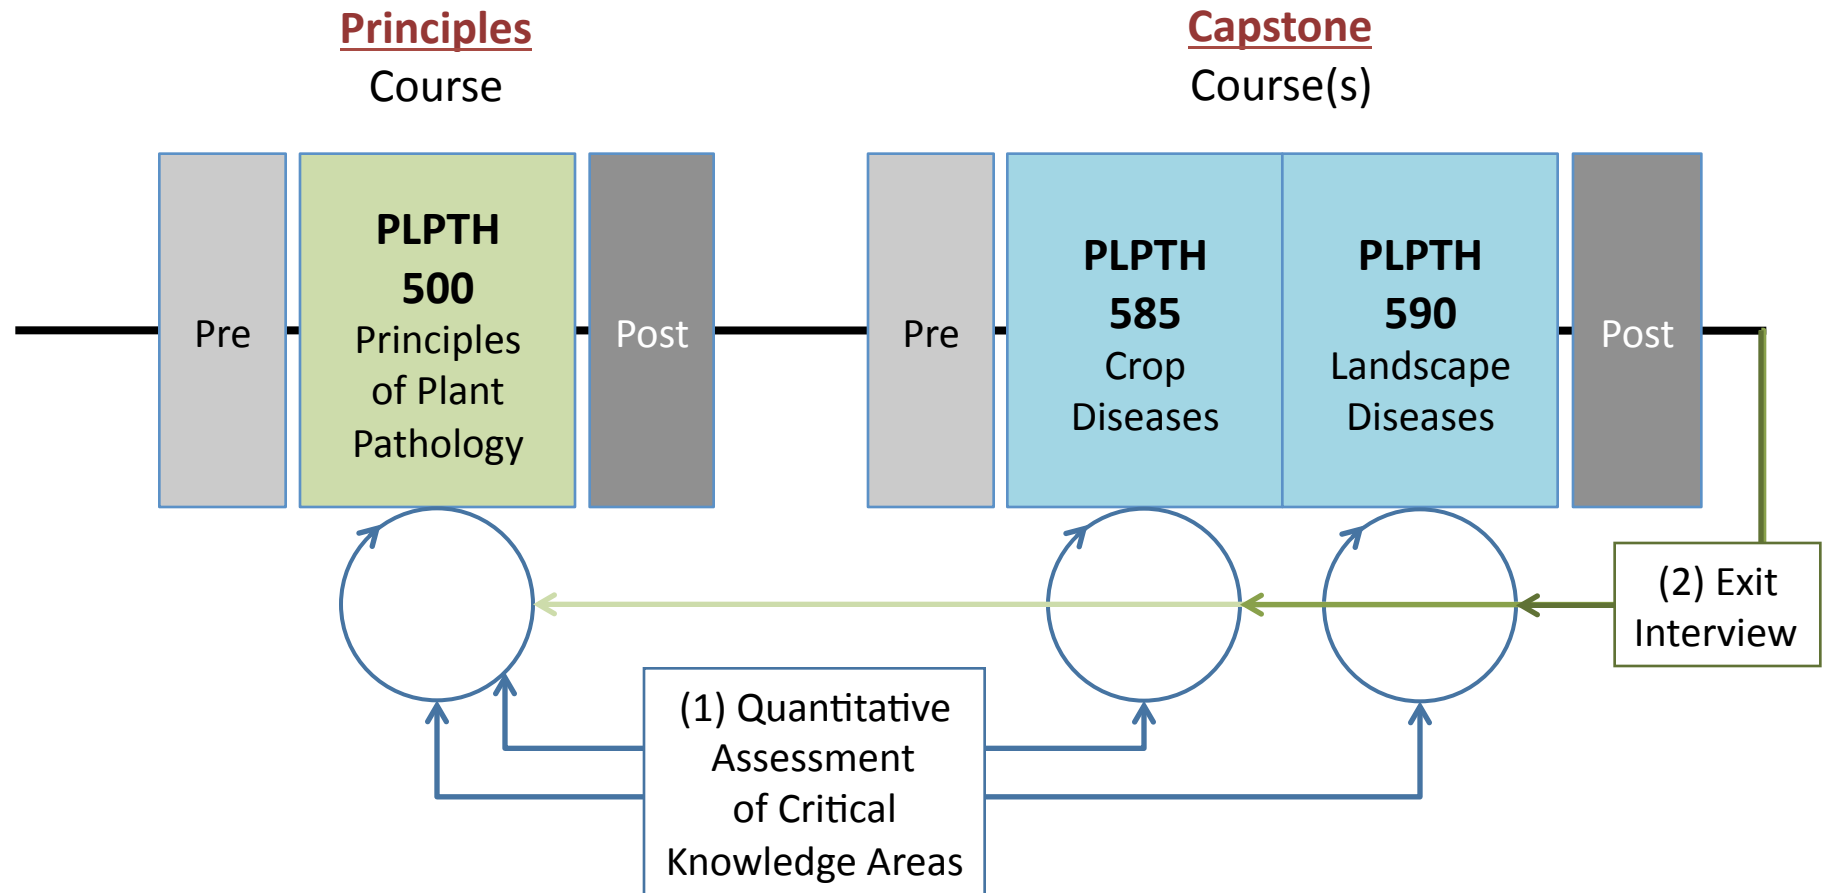 Principles
Course
Capstone
Course(s)
Pre
PLPTH
500
Principles
of Plant
Pathology
Post
Pre
PLPTH
585
Crop
Diseases
PLPTH
590
Landscape
Diseases
Post
(2) Exit
Interview
(1) Quantitative
Assessment
of Critical
Knowledge Areas